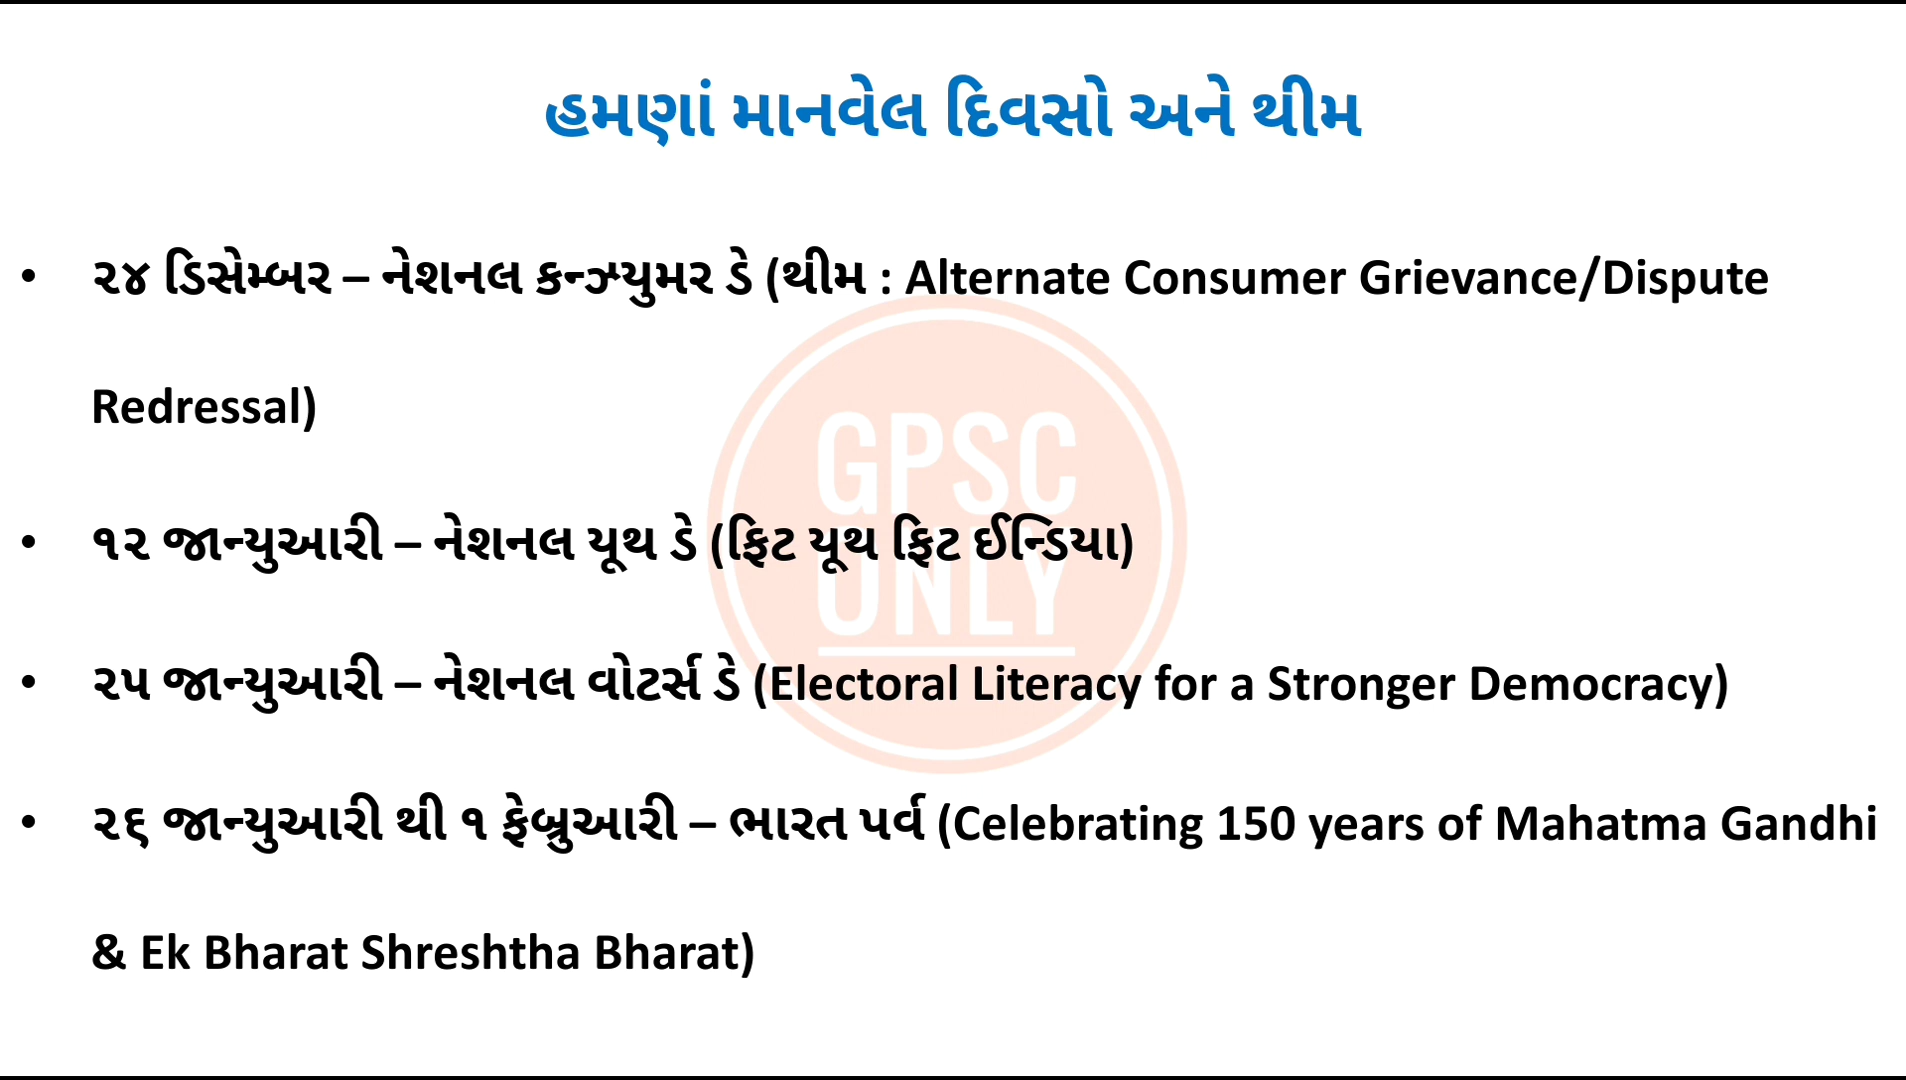 હમણાં માનવેલ દિવસો અને થીમ
• ૨૪ ડિસેમ્બર – નેશનલ કન્ઝ્યુમર ડે (થીમ : Alternate Consumer Grievance/Dispute
Redressal)
• ૧૨ જાન્યુઆરી – નેશનલ યૂથ ડે (ફિટ યૂથ ફિટ ઈન્ડિયા)
• ૨૫ જાન્યુઆરી – નેશનલ વોટર્સ ડે (Electoral Literacy for a Stronger Democracy)
• ૨૬ જાન્યુઆરી થી ૧ ફેબ્રુઆરી – ભારત પર્વ (Celebrating 150 years of Mahatma Gandhi
& Ek Bharat Shreshtha Bharat)
GPSC
ONLY